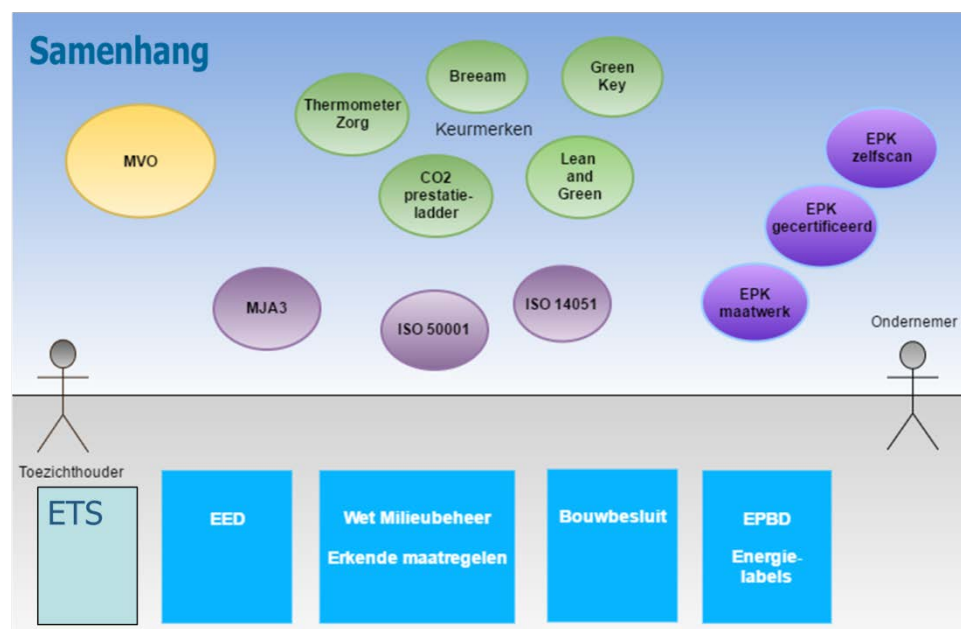 Samenhang
MVO
Thermometer
Zorg
Breeam
Green
Key
Keurmerken
CO2
prestatie-
ladder
Lean
and
Green
EPK
zelfscan
EPK
gecertificeerd
EPK
maatwerk
MJA3
ISO 50001
ISO 14051
Ondernemer
Toezichthouder
ETS
EED
Wet Milieubeheer
Erkende maatregelen
Bouwbesluit
EPBD
Energie-
labels